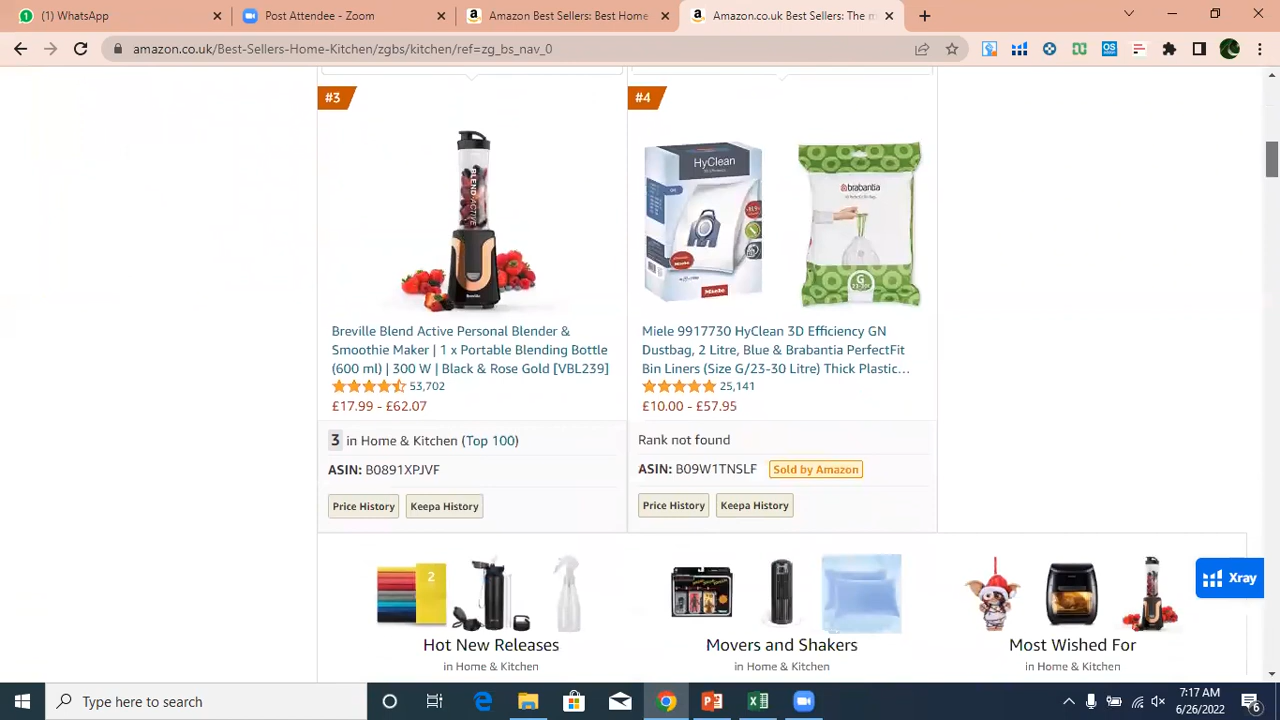 (1) WhatsApp
Post Attendee - Zoom
Amazon Best Sellers: Best Home
Amazon.co.uk Best Sellers: The m
amazon.co.uk/Best-Sellers-Home-Kitchen/zgbs/kitchen/ref=zg_bs_nav_0
#3
#4
HyClean
brabantia
BLEND ACTIVE
Miele
G
23-30L
Breville Blend Active Personal Blender &
Smoothie Maker | 1 x Portable Blending Bottle
(600 ml) | 300 W | Black & Rose Gold [VBL239]
53,702
£17.99 - £62.07
Miele 9917730 HyClean 3D Efficiency GN
Dustbag, 2 Litre, Blue & Brabantia PerfectFit
Bin Liners (Size G/23-30 Litre) Thick Plastic…
25,141
£10.00 - £57.95
3 in Home & Kitchen (Top 100)
ASIN: B0891XPJVF
Price History
Keepa History
Rank not found
ASIN: B09W1TNSLF Sold by Amazon
Price History
Keepa History
2
Hot New Releases
in Home & Kitchen
Movers and Shakers
in Home & Kitchen
Most Wished For
in Home & Kitchen
Xray
Type here to search
7:17 AM
6/26/2022
6